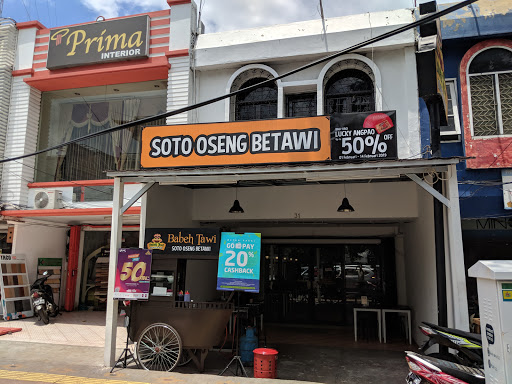 Prima
INTERIOR
SOTO OSENG BETAWI
LUCKY ANGPAO
50% OFF
31
Babeh Tawi
SOTO OSENG BETAWI
GO PAY
20%
CASHBACK
50%